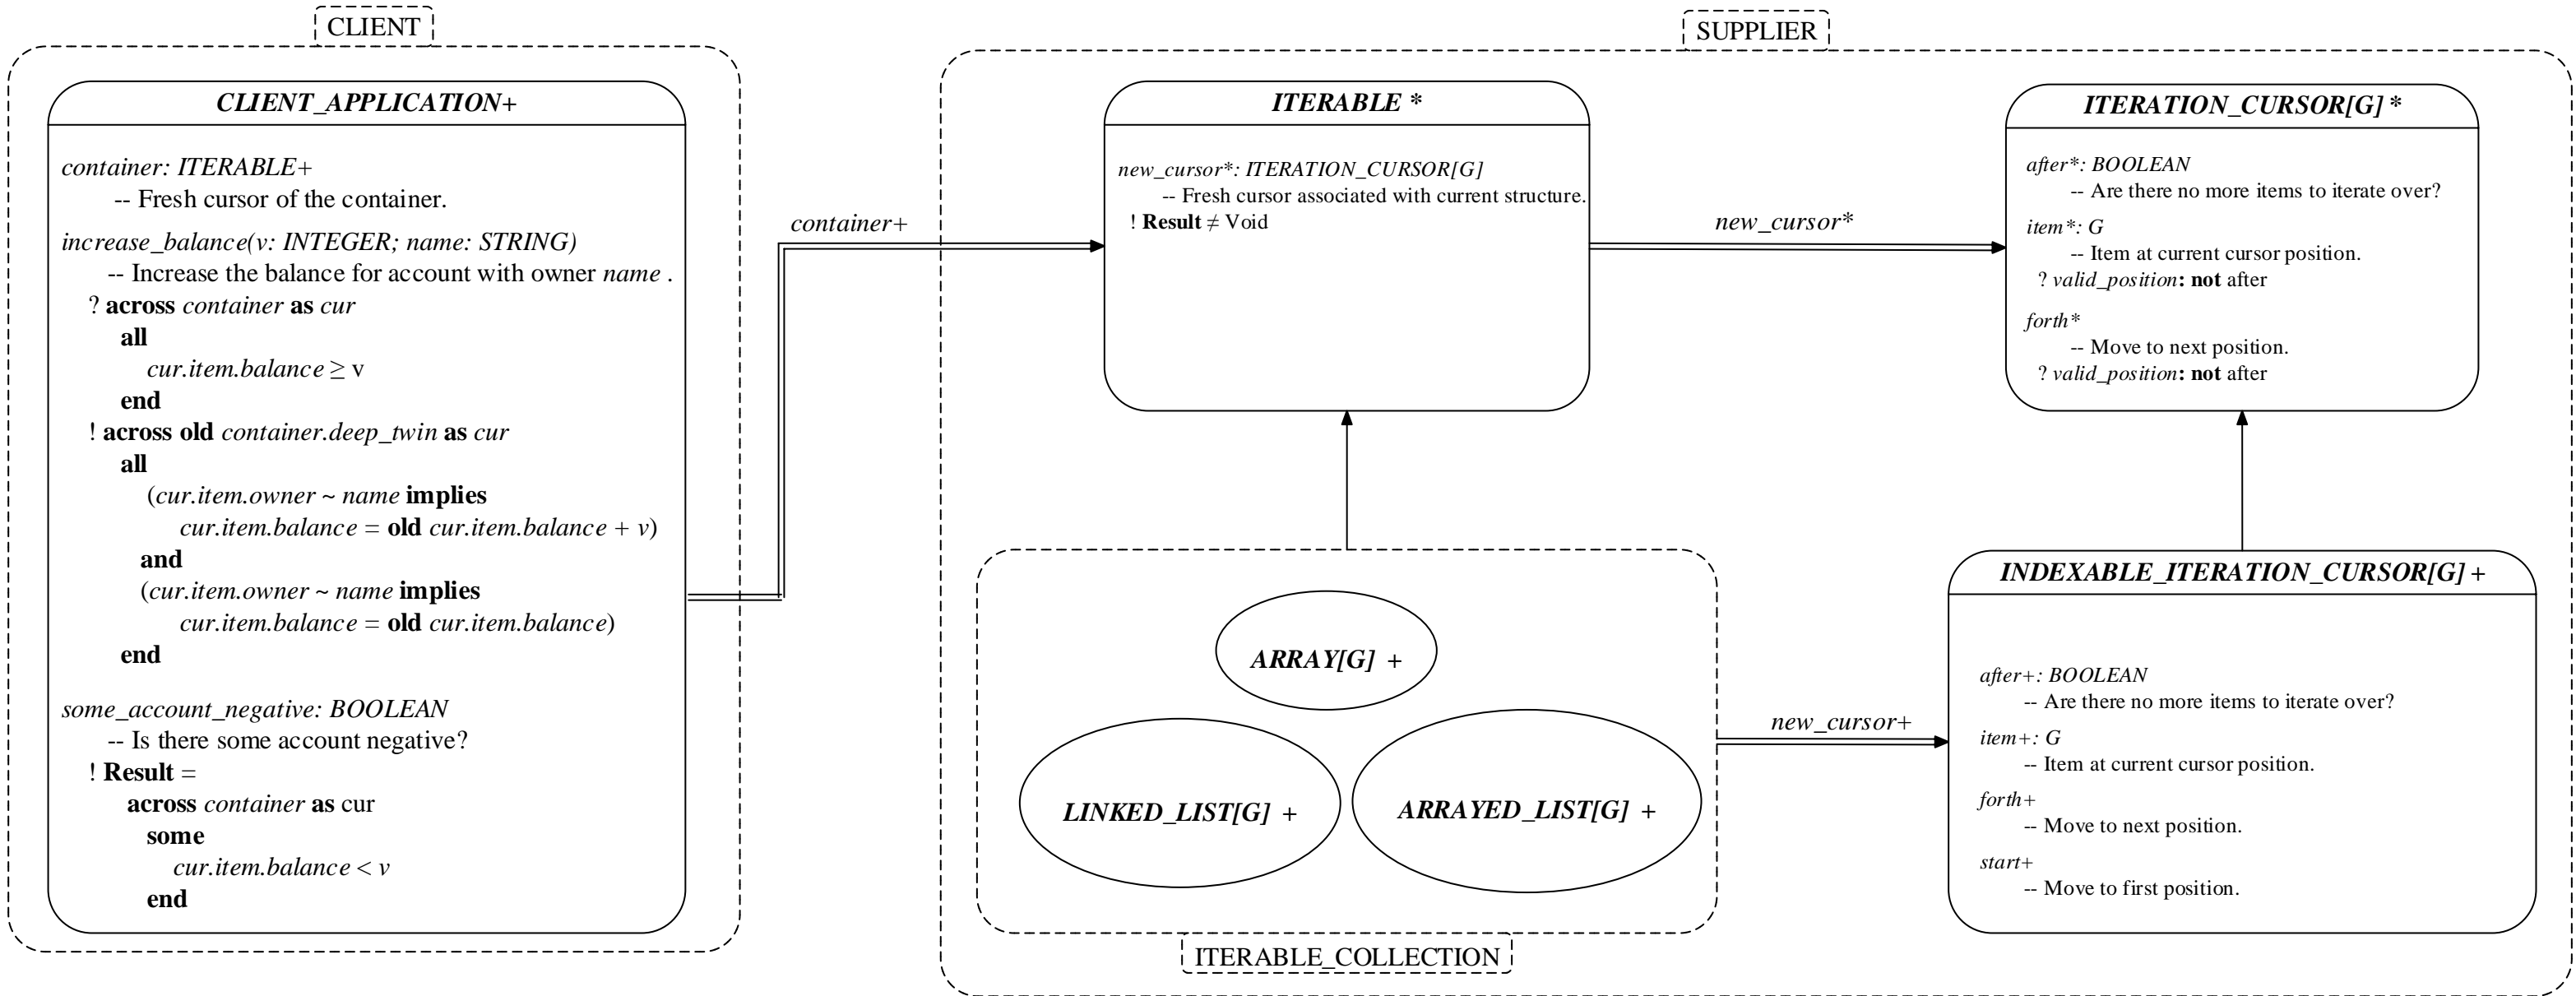 CLIENT
CLIENT_APPLICATION+
container: ITERABLE+
-- Fresh cursor of the container.
increase_balance(v: INTEGER; name: STRING)
-- Increase the balance for account with owner name .
? across container as cur
all
cur.item.balance ≥ v
end
! across old container.deep_twin as cur
all
(cur.item.owner ~ name implies
cur.item.balance = old cur.item.balance + v)
and
(cur.item.owner ~ name implies
cur.item.balance = old cur.item.balance)
end
some_account_negative: BOOLEAN
-- Is there some account negative?
! Result =
across container as cur
some
cur.item.balance < v
end
container+
SUPPLIER
ITERABLE *
new_cursor*: ITERATION_CURSOR[G]
-- Fresh cursor associated with current structure.
! Result ≠ Void
new_cursor*
ITERATION_CURSOR[G] *
after*: BOOLEAN
-- Are there no more items to iterate over?
item*: G
-- Item at current cursor position.
? valid_position: not after
forth*
-- Move to next position.
? valid_position: not after
ARRAY[G] +
LINKED_LIST[G] +
ARRAYED_LIST[G] +
ITERABLE_COLLECTION
new_cursor+
INDEXABLE_ITERATION_CURSOR[G] +
after+: BOOLEAN
-- Are there no more items to iterate over?
item+: G
-- Item at current cursor position.
forth+
-- Move to next position.
start+
-- Move to first position.